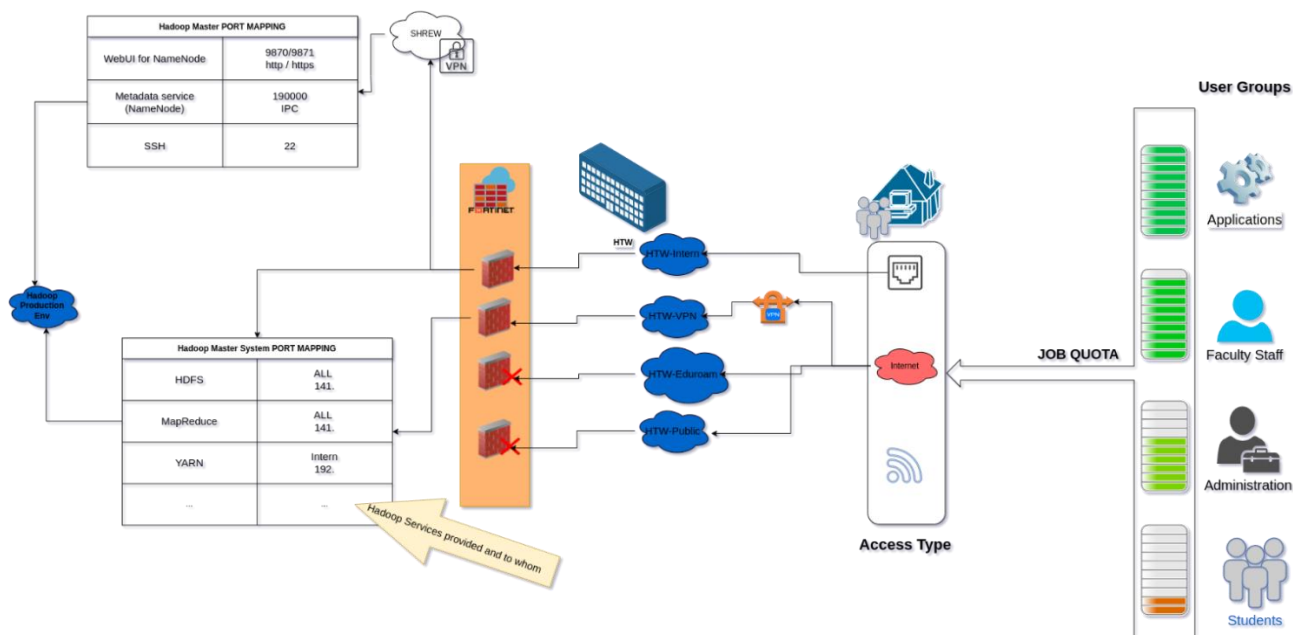 Hadoop Master PORT MAPPING
WebUI for NameNode
9870/9871
http / https
Metadata service
(NameNode)
190000
IPC
SSH
22
SHREW
VPN
FORTINET
HTW
HTW-Intern
HTW-VPN
VPN
HTW-Eduroam
HTW-Public
Internet
Access Type
JOB QUOTA
User Groups
Applications
Faculty Staff
Administration
Students
Hadoop
Production
Env
Hadoop Master System PORT MAPPING
HDFS
ALL
141.
MapReduce
ALL
141.
YARN
Intern
192.
...
...
Hadoop Services provided and to whom